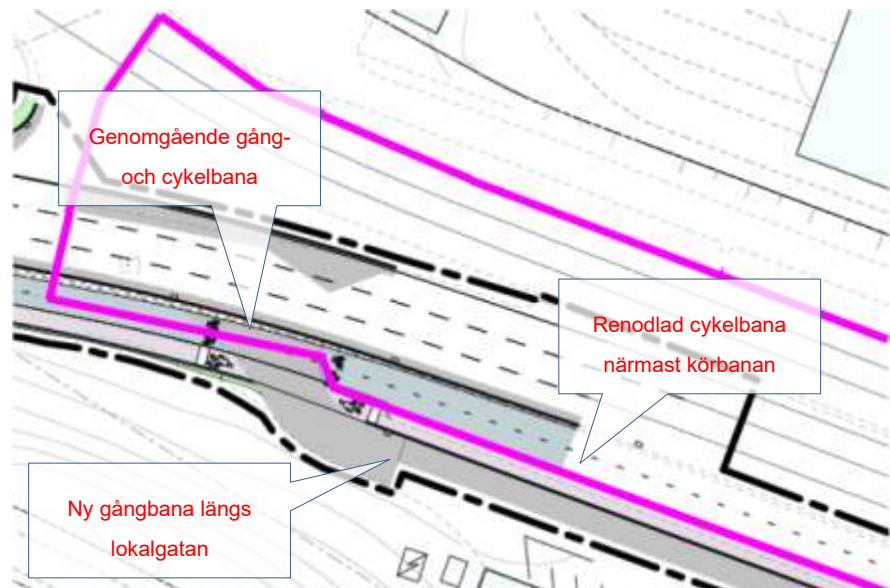 Genomgående gång-
och cykelbana
Renodlad cykelbana
närmast körbanan
Ny gångbana längs
lokalgatan